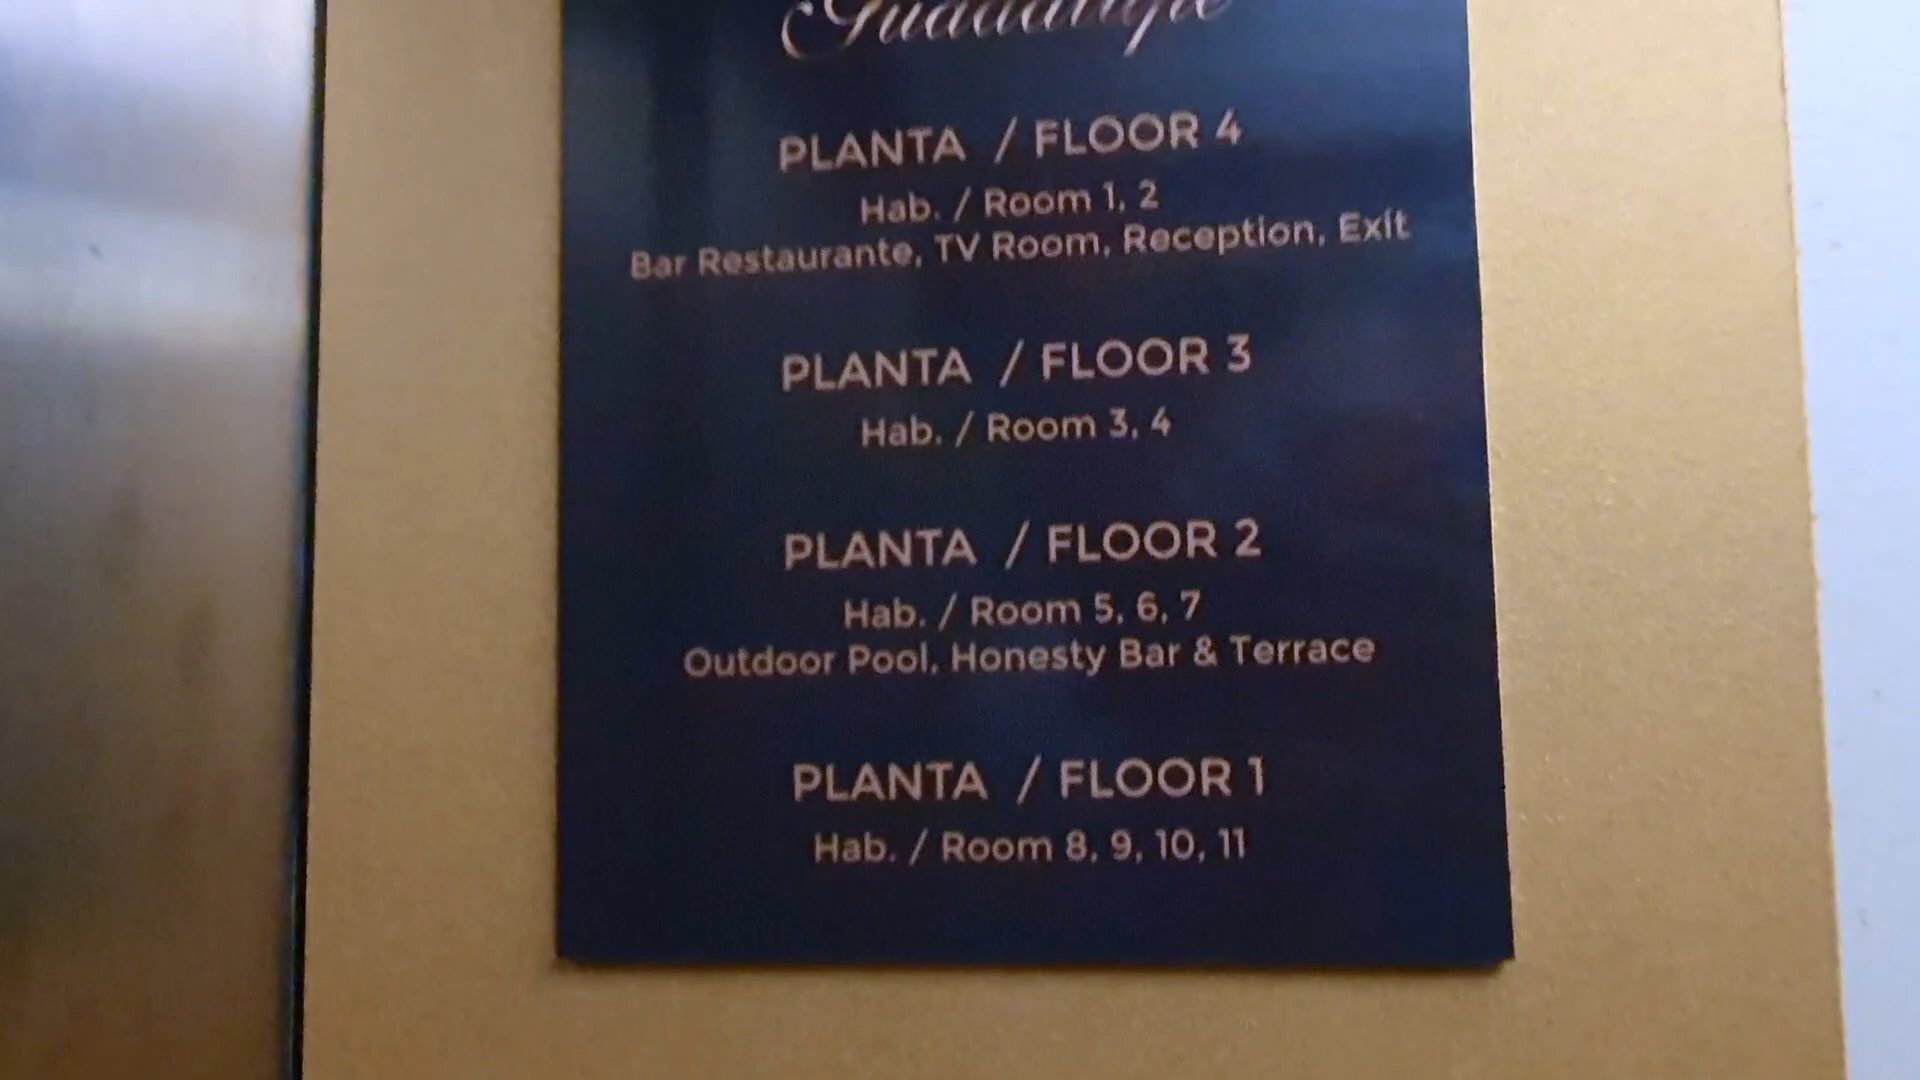 Guadalupe
PLANTA / FLOOR 4
Hab. / Room 1, 2
Bar Restaurante, TV Room, Reception, Exit
PLANTA / FLOOR 3
Hab. / Room 3, 4
PLANTA / FLOOR 2
Hab. / Room 5, 6, 7
Outdoor Pool, Honesty Bar & Terrace
PLANTA / FLOOR 1
Hab. / Room 8, 9, 10, 11